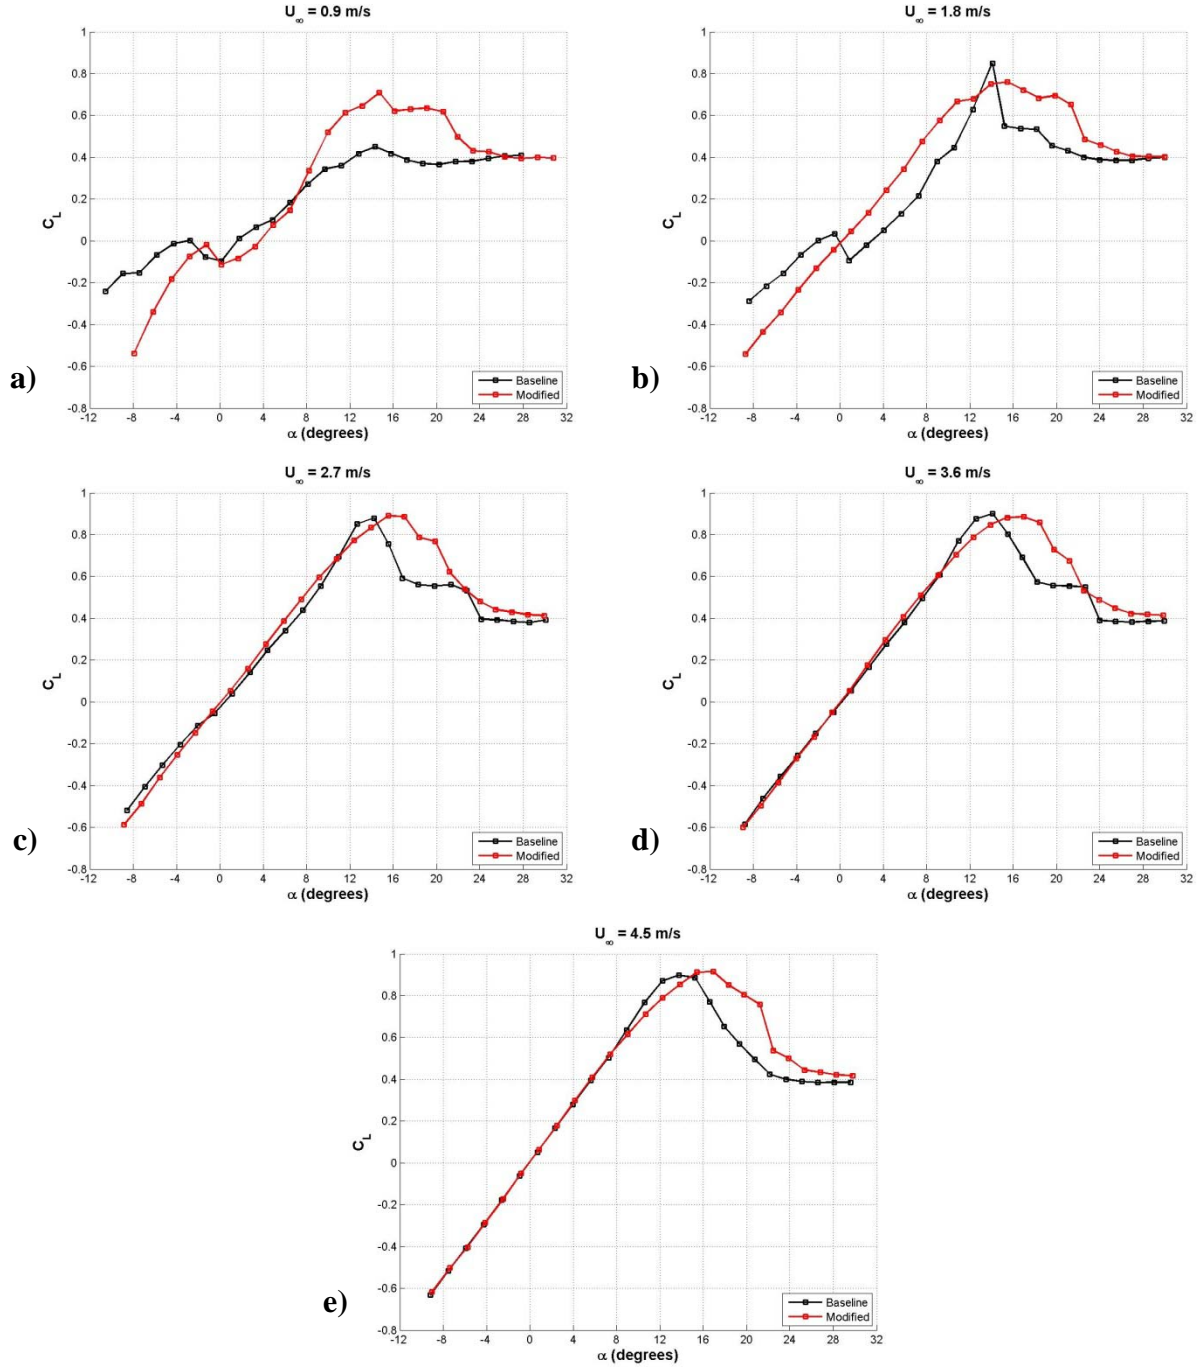 U∞ = 0.9 m/s
1
0.8
0.6
0.4
0.2
0
-0.2
-0.4
-0.6
-0.8
C_L
-12 -8 -4 0 4 8 12 16 20 24 28 32
α (degrees)
Baseline
Modified
a)
U∞ = 1.8 m/s
1
0.8
0.6
0.4
0.2
0
-0.2
-0.4
-0.6
-0.8
C_L
-12 -8 -4 0 4 8 12 16 20 24 28 32
α (degrees)
Baseline
Modified
b)
U∞ = 2.7 m/s
1
0.8
0.6
0.4
0.2
0
-0.2
-0.4
-0.6
-0.8
C_L
-12 -8 -4 0 4 8 12 16 20 24 28 32
α (degrees)
Baseline
Modified
c)
U∞ = 3.6 m/s
1
0.8
0.6
0.4
0.2
0
-0.2
-0.4
-0.6
-0.8
C_L
-12 -8 -4 0 4 8 12 16 20 24 28 32
α (degrees)
Baseline
Modified
d)
U∞ = 4.5 m/s
1
0.8
0.6
0.4
0.2
0
-0.2
-0.4
-0.6
-0.8
C_L
-12 -8 -4 0 4 8 12 16 20 24 28 32
α (degrees)
Baseline
Modified
e)